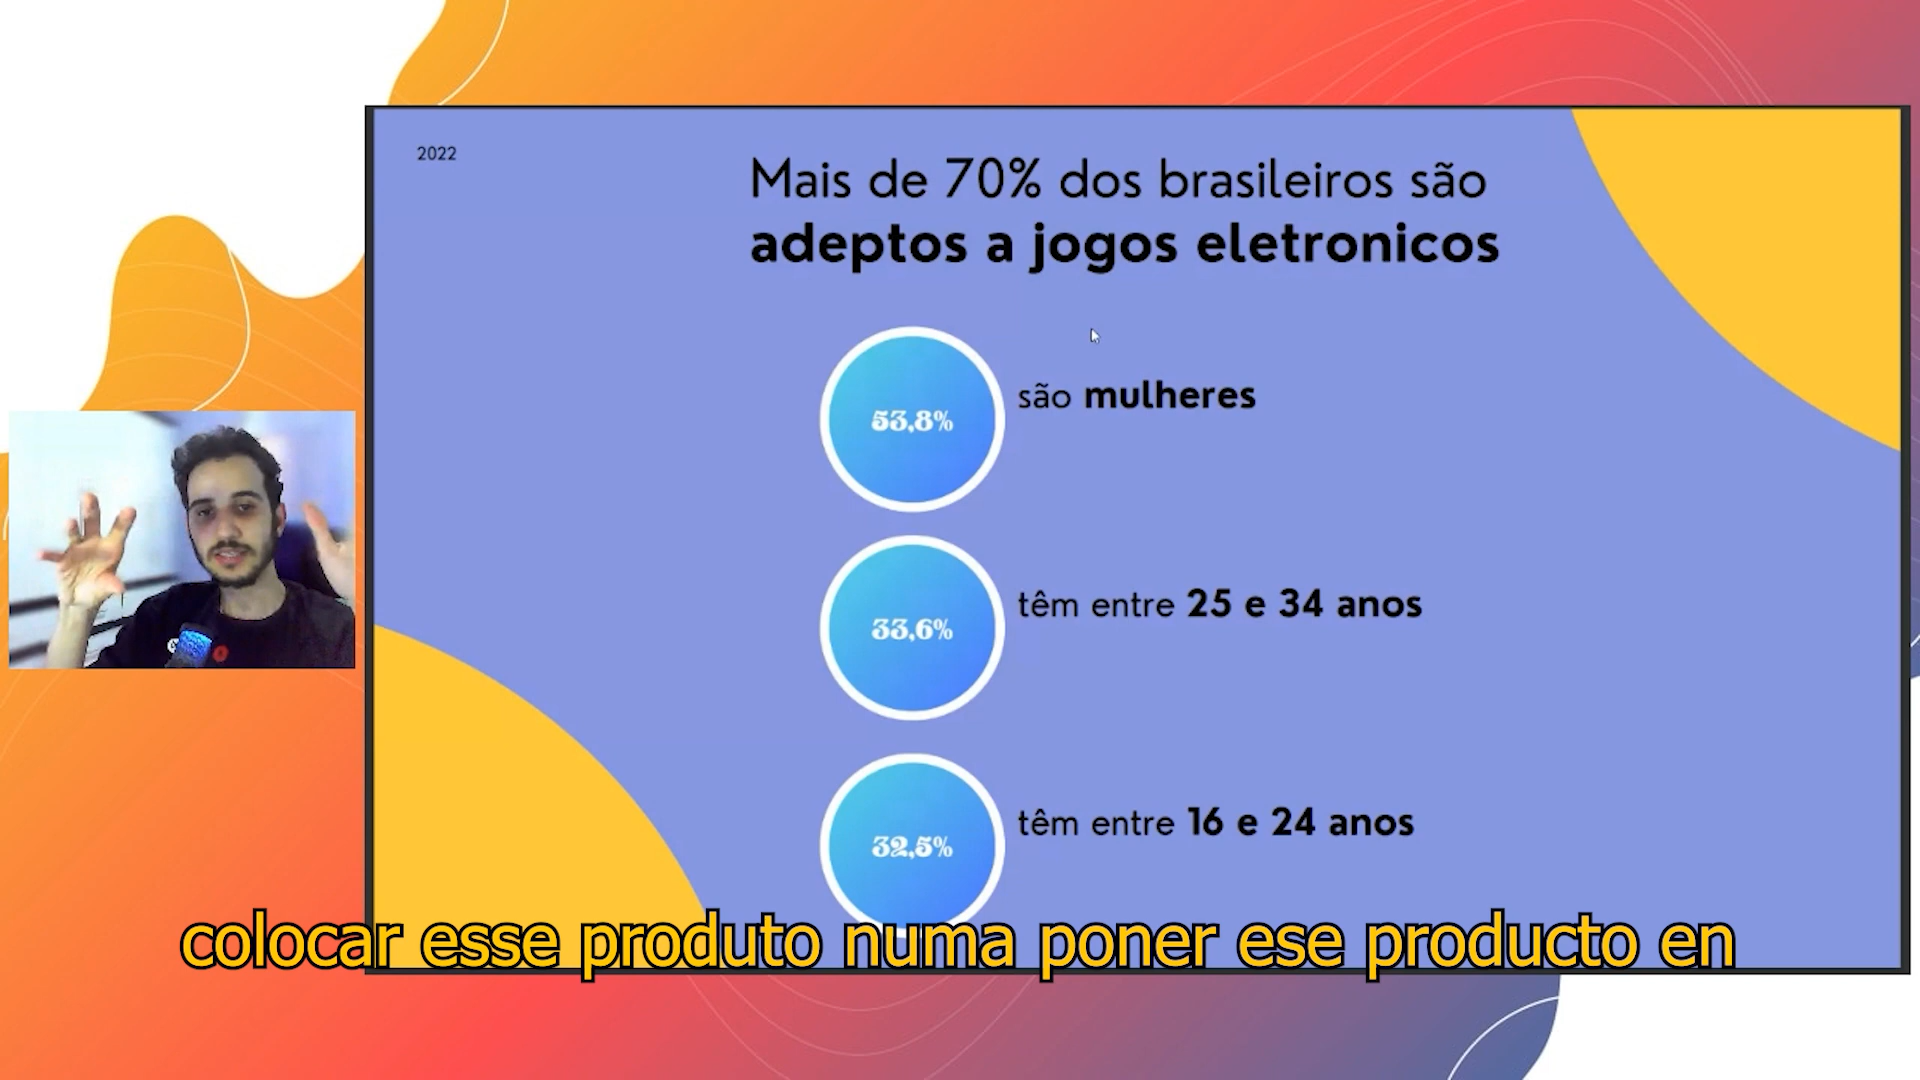 2022
Mais de 70% dos brasileiros são
adeptos a jogos eletronicos
53,8%
são mulheres
33,6%
têm entre 25 e 34 anos
32,5%
têm entre 16 e 24 anos
colocar esse produto numa poner ese producto en